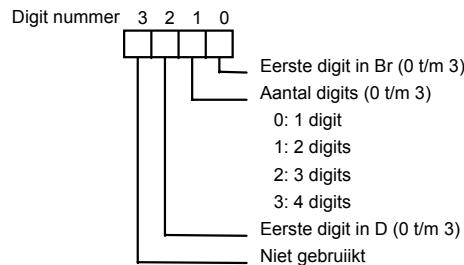 Digit nummer 3 2 1 0
Eerste digit in Br (0 t/m 3)
Aantal digits (0 t/m 3)
0: 1 digit
1: 2 digits
2: 3 digits
3: 4 digits
Eerste digit in D (0 t/m 3)
Niet gebruiikt